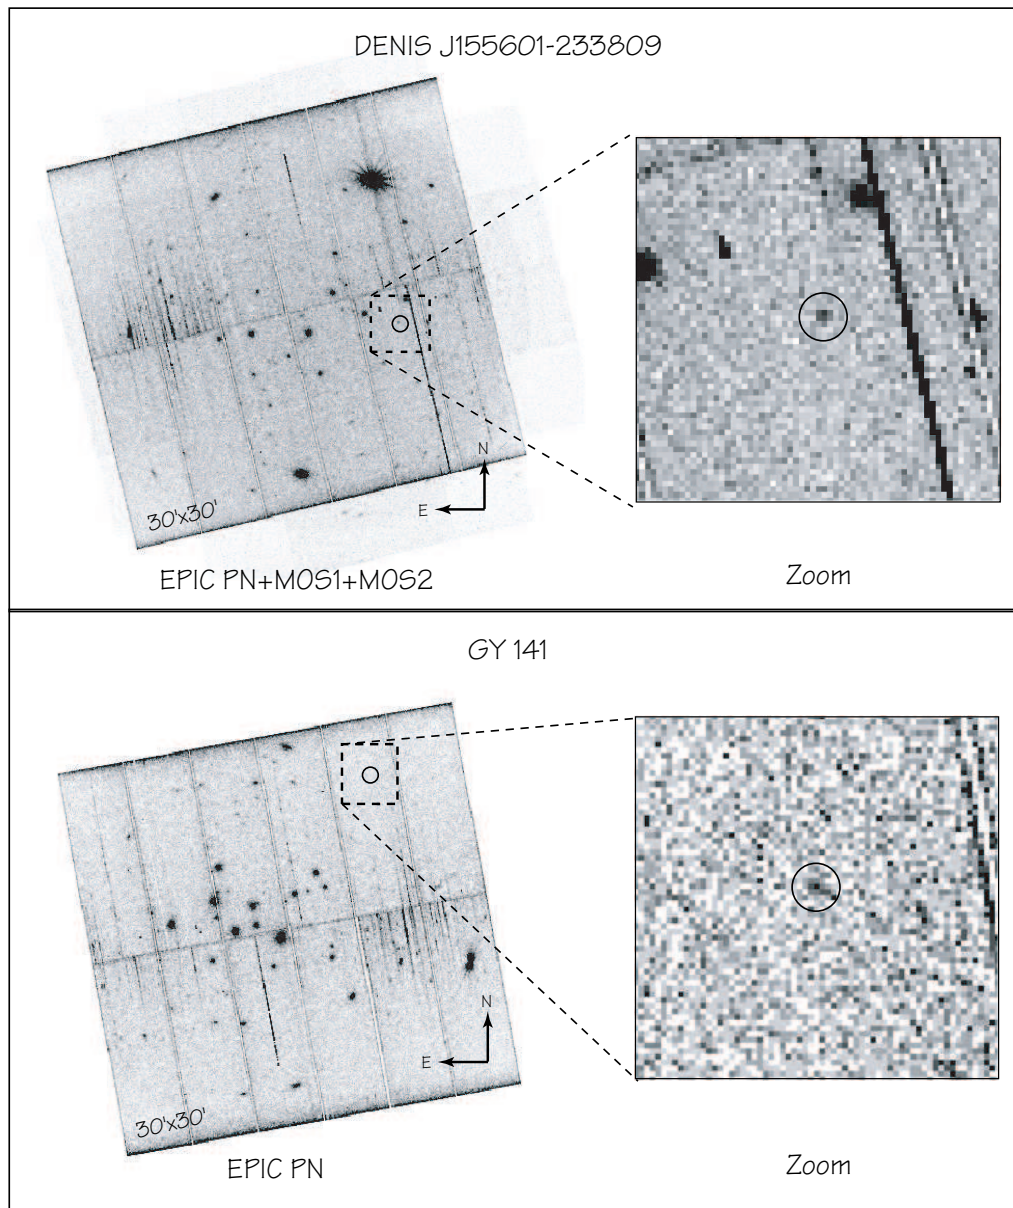 DENIS J155601-233809
N
E
30'x30'
EPIC PN+MOS1+MOS2
Zoom
GY 141
N
E
30'x30'
EPIC PN
Zoom